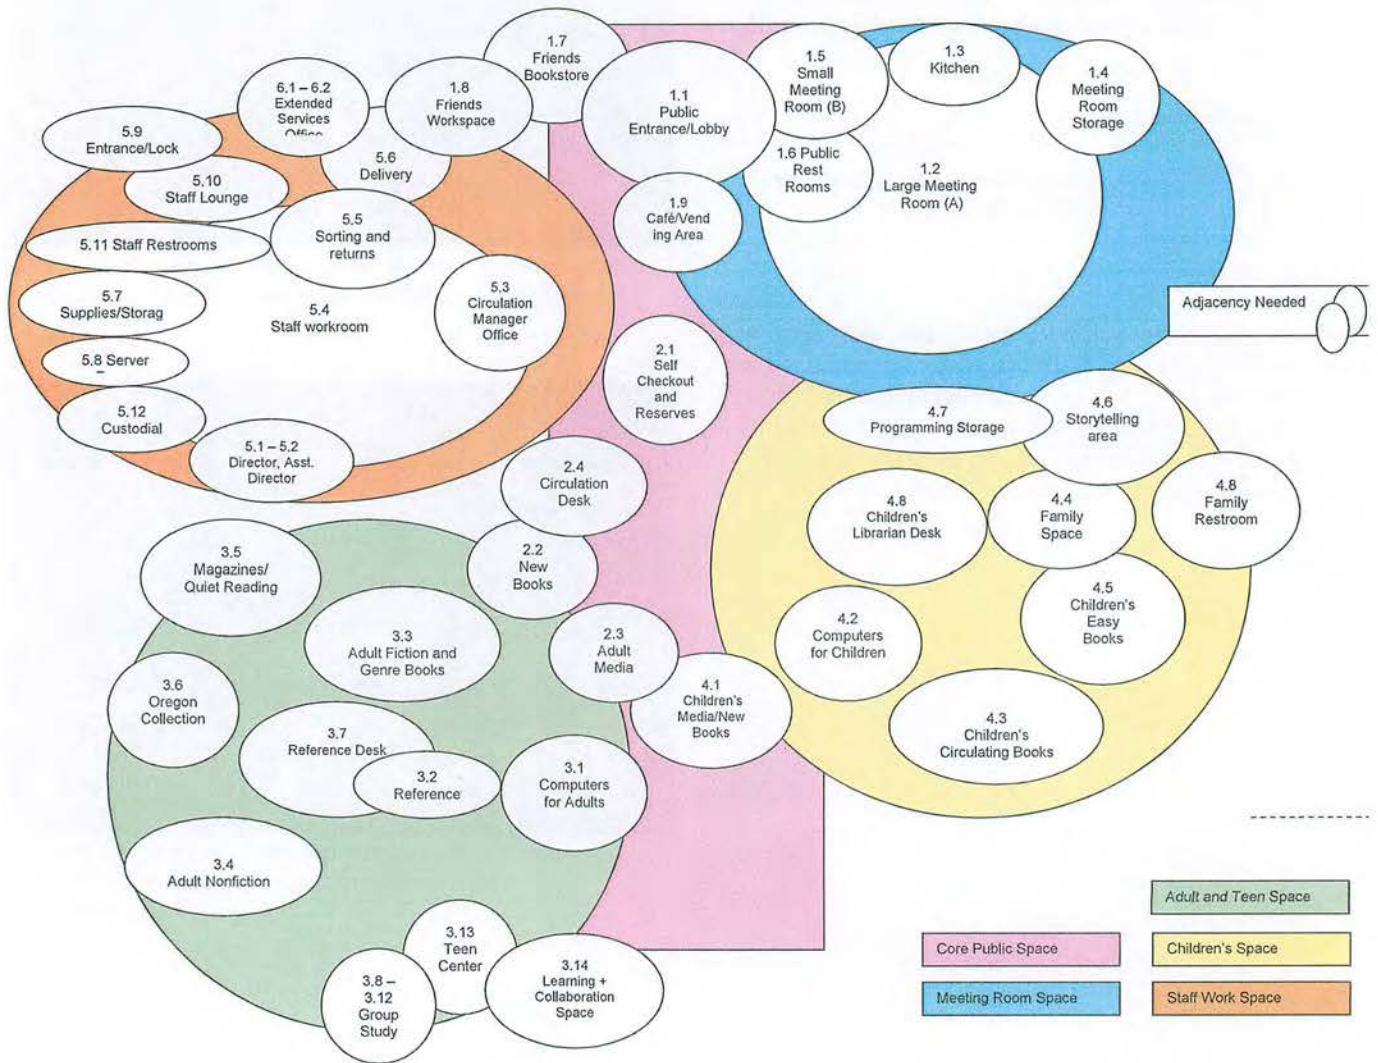 1.7
Friends
Bookstore
1.5
Small
Meeting
Room (B)
1.3
Kitchen
1.4
Meeting
Room
Storage
6.1 – 6.2
Extended
Services
Office
1.8
Friends
Workspace
1.1
Public
Entrance/Lobby
5.9
Entrance/Lock
5.6
Delivery
1.6 Public
Rest
Rooms
1.2
Large Meeting
Room (A)
5.10
Staff Lounge
1.9
Café/Vend
ing Area
5.5
Sorting and
returns
5.11 Staff Restrooms
5.3
Circulation
Manager
Office
5.7
Supplies/Storag
5.4
Staff workroom
Adjacency Needed
2.1
Self
Checkout
and
Reserves
5.8 Server
5.12
Custodial
4.7
Programming Storage
4.6
Storytelling
area
5.1 – 5.2
Director, Asst.
Director
2.4
Circulation
Desk
4.8
Children's
Librarian Desk
4.4
Family
Space
4.8
Family
Restroom
3.5
Magazines/
Quiet Reading
2.2
New
Books
4.5
Children's
Easy
Books
3.3
Adult Fiction and
Genre Books
2.3
Adult
Media
4.2
Computers
for Children
3.6
Oregon
Collection
4.1
Children's
Media/New
Books
4.3
Children's
Circulating Books
3.7
Reference Desk
3.2
Reference
3.1
Computers
for Adults
3.4
Adult Nonfiction
3.13
Teen
Center
3.14
Learning +
Collaboration
Space
3.8 –
3.12
Group
Study
Adult and Teen Space
Core Public Space
Children's Space
Meeting Room Space
Staff Work Space